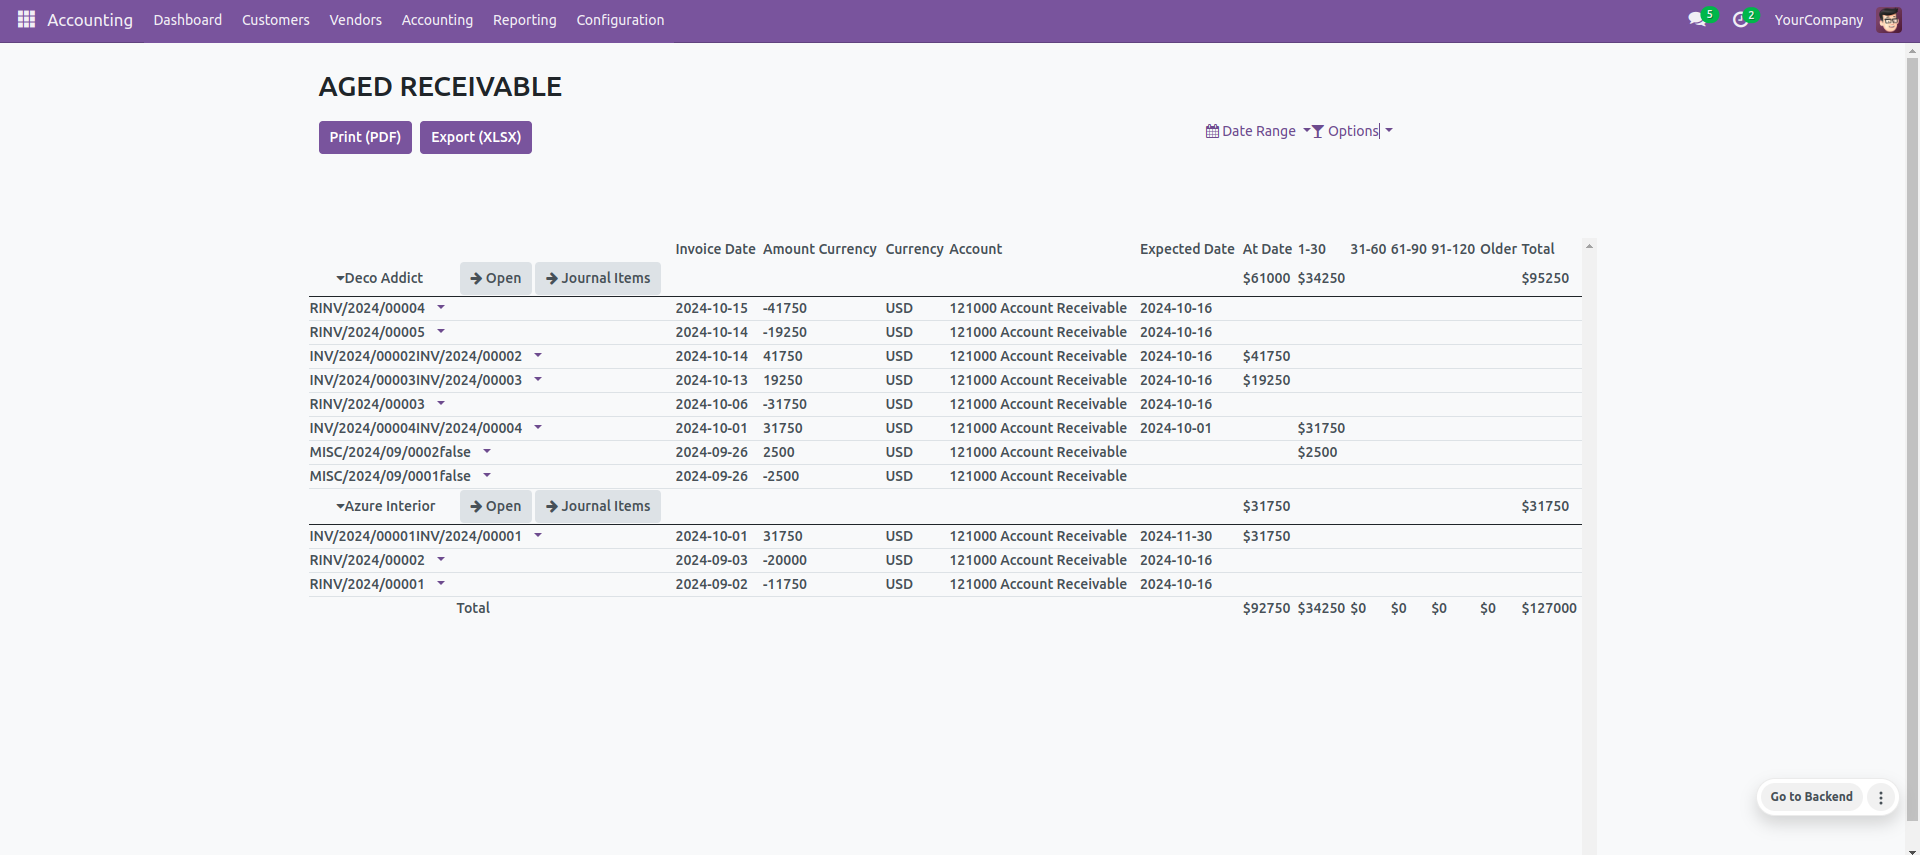 Accounting Dashboard Customers Vendors Accounting Reporting Configuration 5 2 YourCompany
AGED RECEIVABLE
Print (PDF) Export (XLSX) Date Range Options
Invoice Date Amount Currency Currency Account Expected Date At Date 1-30 31-60 61-90 91-120 Older Total
Deco Addict Open Journal Items $61000 $34250 $95250
RINV/2024/00004 2024-10-15 -41750 USD 121000 Account Receivable 2024-10-16
RINV/2024/00005 2024-10-14 -19250 USD 121000 Account Receivable 2024-10-16
INV/2024/00002INV/2024/00002 2024-10-14 41750 USD 121000 Account Receivable 2024-10-16 $41750
INV/2024/00003INV/2024/00003 2024-10-13 19250 USD 121000 Account Receivable 2024-10-16 $19250
RINV/2024/00003 2024-10-06 -31750 USD 121000 Account Receivable 2024-10-16
INV/2024/00004INV/2024/00004 2024-10-01 31750 USD 121000 Account Receivable 2024-10-01 $31750
MISC/2024/09/0002false 2024-09-26 2500 USD 121000 Account Receivable $2500
MISC/2024/09/0001false 2024-09-26 -2500 USD 121000 Account Receivable
Azure Interior Open Journal Items $31750 $31750
INV/2024/00001INV/2024/00001 2024-10-01 31750 USD 121000 Account Receivable 2024-11-30 $31750
RINV/2024/00002 2024-09-03 -20000 USD 121000 Account Receivable 2024-10-16
RINV/2024/00001 2024-09-02 -11750 USD 121000 Account Receivable 2024-10-16
Total $92750 $34250 $0 $0 $0 $0 $127000
Go to Backend